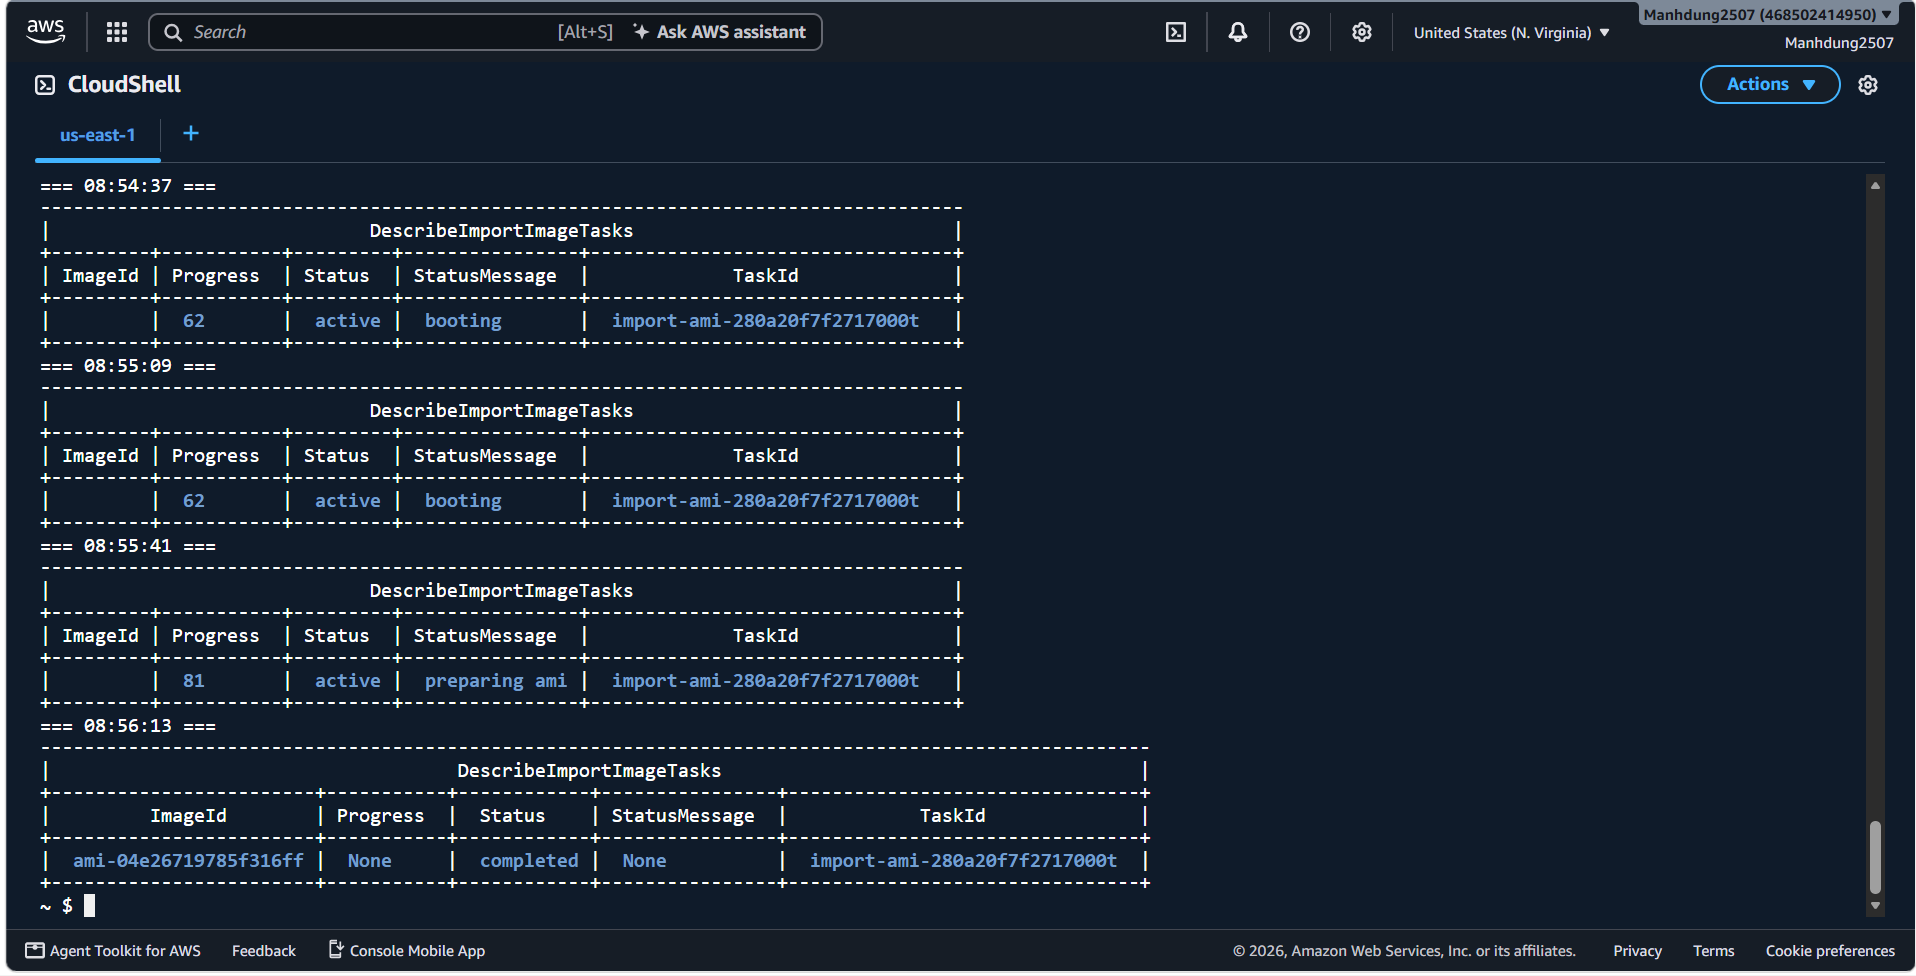 aws
Search [Alt+S] Ask AWS assistant
United States (N. Virginia) ▼
Manhdung2507 (468502414950) ▼
Manhdung2507
CloudShell
Actions ▼
us-east-1 +
=== 08:54:37 ===
------------------------------------------------------------------------------------
|                             DescribeImportImageTasks                             |
+---------+-----------+---------+----------------+---------------------------------+
| ImageId | Progress  | Status  | StatusMessage  |             TaskId              |
+---------+-----------+---------+----------------+---------------------------------+
|         |  62       |  active |  booting       |  import-ami-280a20f7f2717000t   |
+---------+-----------+---------+----------------+---------------------------------+
=== 08:55:09 ===
------------------------------------------------------------------------------------
|                             DescribeImportImageTasks                             |
+---------+-----------+---------+----------------+---------------------------------+
| ImageId | Progress  | Status  | StatusMessage  |             TaskId              |
+---------+-----------+---------+----------------+---------------------------------+
|         |  62       |  active |  booting       |  import-ami-280a20f7f2717000t   |
+---------+-----------+---------+----------------+---------------------------------+
=== 08:55:41 ===
------------------------------------------------------------------------------------
|                             DescribeImportImageTasks                             |
+---------+-----------+---------+----------------+---------------------------------+
| ImageId | Progress  | Status  | StatusMessage  |             TaskId              |
+---------+-----------+---------+----------------+---------------------------------+
|         |  81       |  active |  preparing ami |  import-ami-280a20f7f2717000t   |
+---------+-----------+---------+----------------+---------------------------------+
=== 08:56:13 ===
-----------------------------------------------------------------------------------------------------
|                                     DescribeImportImageTasks                                      |
+------------------------+-----------+------------+----------------+--------------------------------+
|         ImageId        | Progress  |  Status    | StatusMessage  |            TaskId              |
+------------------------+-----------+------------+----------------+--------------------------------+
|  ami-04e26719785f316ff |  None     |  completed |  None          |  import-ami-280a20f7f2717000t  |
+------------------------+-----------+------------+----------------+--------------------------------+
~ $
Agent Toolkit for AWS Feedback Console Mobile App © 2026, Amazon Web Services, Inc. or its affiliates. Privacy Terms Cookie preferences